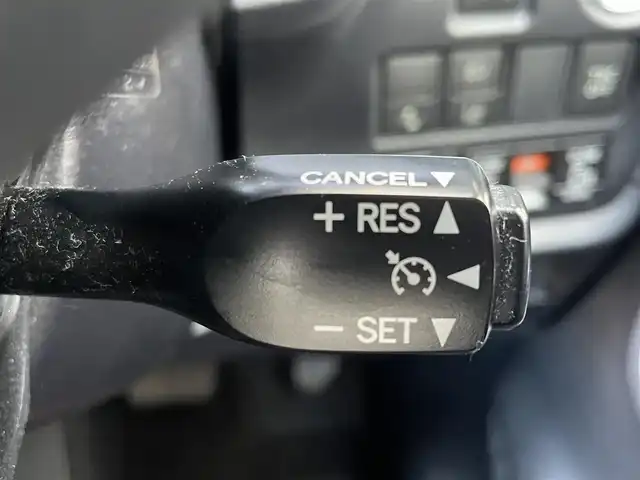 CANCEL▼
+ RES ▲
◀
− SET ▼